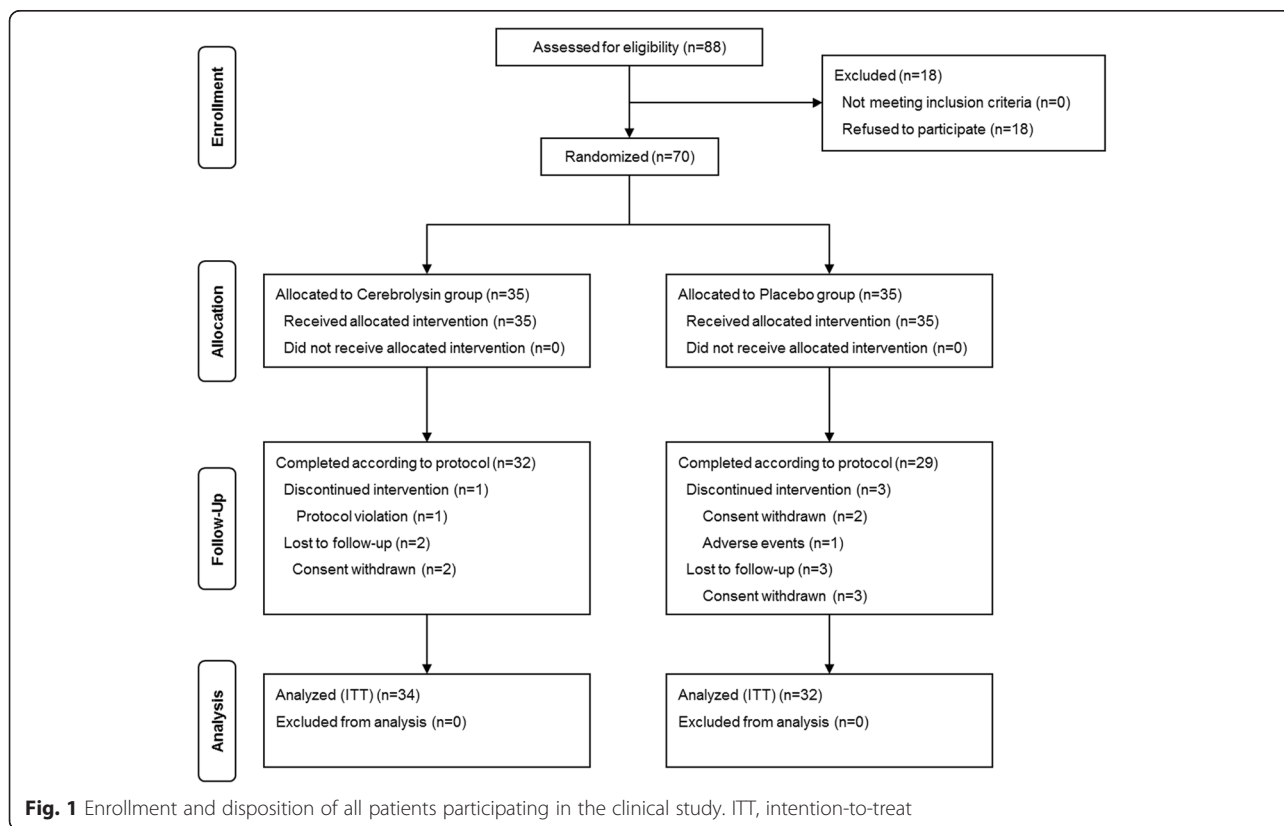 Enrollment
Assessed for eligibility (n=88)
Excluded (n=18)
Not meeting inclusion criteria (n=0)
Refused to participate (n=18)
Randomized (n=70)
Allocation
Allocated to Cerebrolysin group (n=35)
Received allocated intervention (n=35)
Did not receive allocated intervention (n=0)
Allocated to Placebo group (n=35)
Received allocated intervention (n=35)
Did not receive allocated intervention (n=0)
Follow-Up
Completed according to protocol (n=32)
Discontinued intervention (n=1)
Protocol violation (n=1)
Lost to follow-up (n=2)
Consent withdrawn (n=2)
Completed according to protocol (n=29)
Discontinued intervention (n=3)
Consent withdrawn (n=2)
Adverse events (n=1)
Lost to follow-up (n=3)
Consent withdrawn (n=3)
Analysis
Analyzed (ITT) (n=34)
Excluded from analysis (n=0)
Analyzed (ITT) (n=32)
Excluded from analysis (n=0)
Fig. 1 Enrollment and disposition of all patients participating in the clinical study. ITT, intention-to-treat